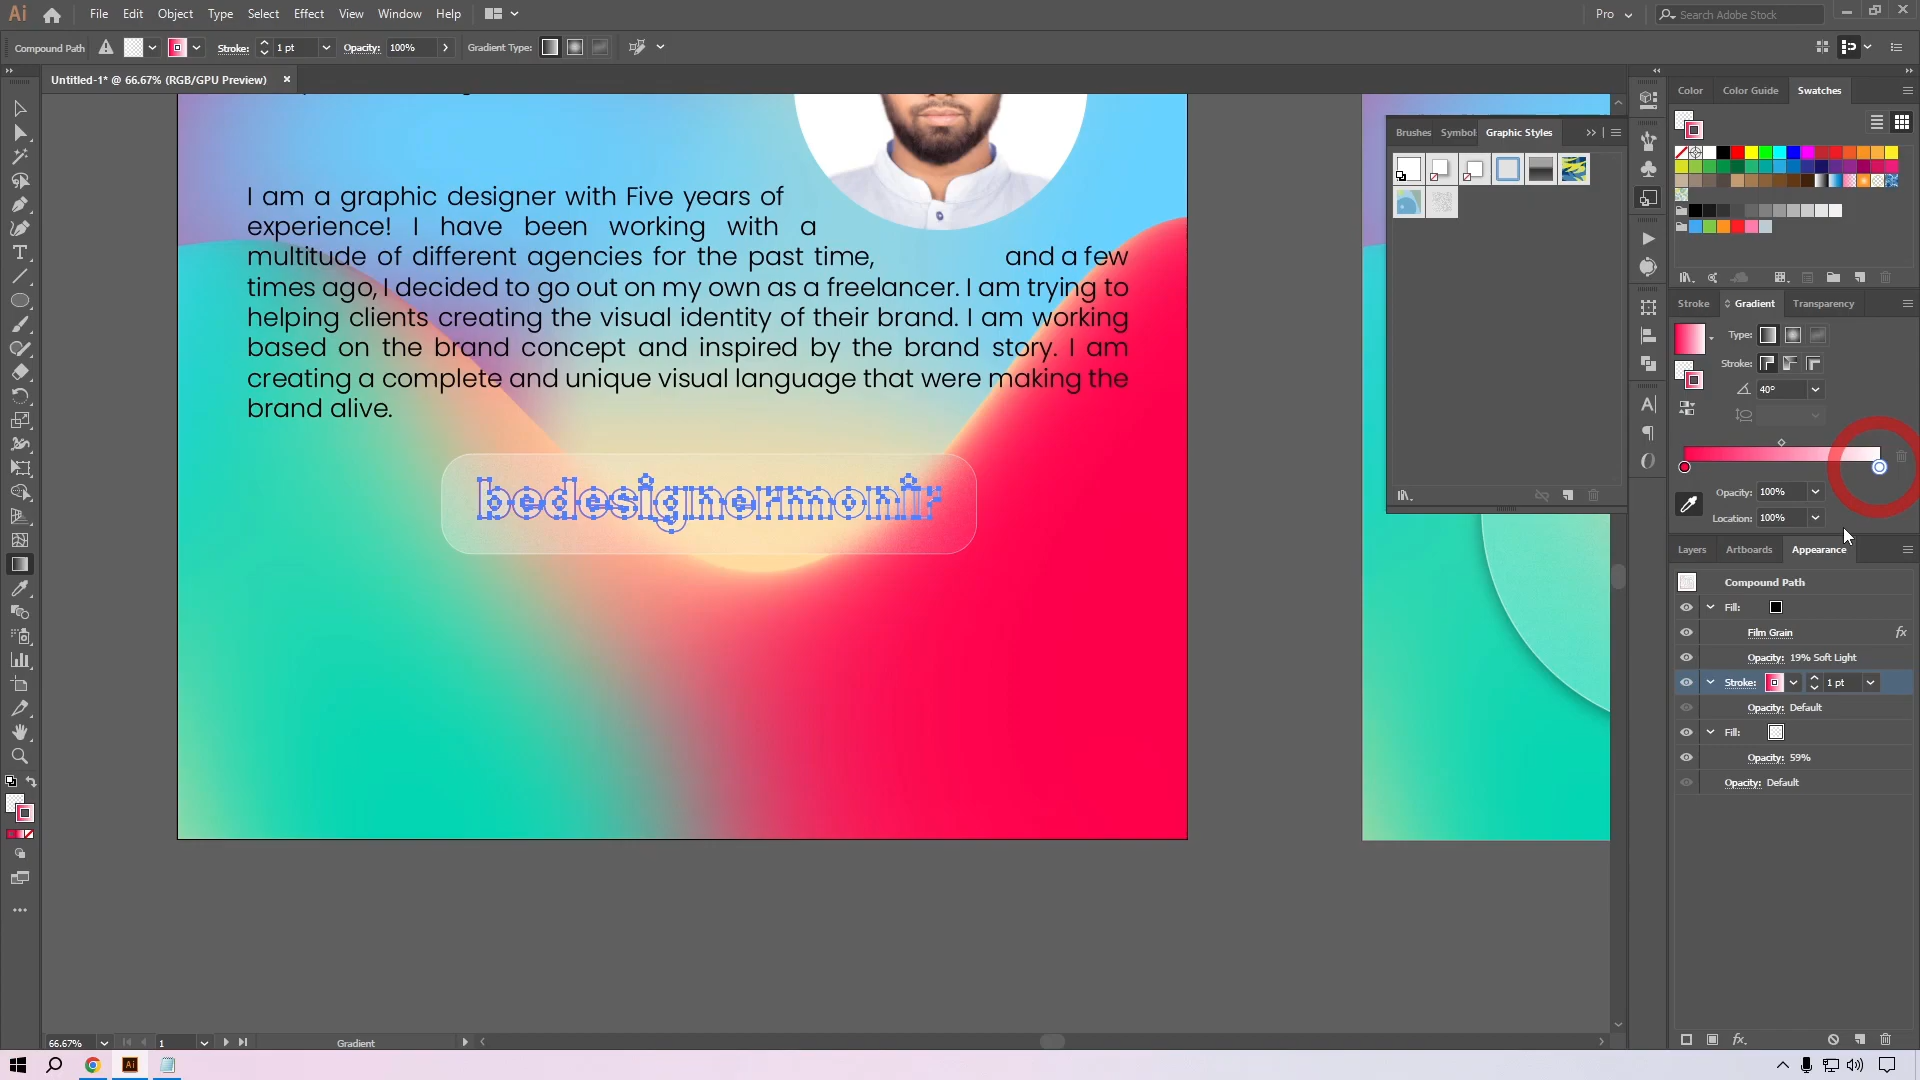 Ai File Edit Object Type Select Effect View Window Help Pro Search Adobe Stock
Compound Path Stroke: 1 pt Opacity: 100% Gradient Type:
Untitled-1* @ 66.67% (RGB/GPU Preview) ×
Color Color Guide Swatches
Brushes Symbol Graphic Styles
I am a graphic designer with Five years of
experience! I have been working with a
multitude of different agencies for the past time, and a few
times ago, I decided to go out on my own as a freelancer. I am trying to
helping clients creating the visual identity of their brand. I am working
based on the brand concept and inspired by the brand story. I am
creating a complete and unique visual language that were making the
brand alive.
bedesignermonir
Stroke Gradient Transparency
Type:
Stroke:
40°
Opacity: 100%
Location: 100%
Layers Artboards Appearance
Compound Path
Fill:
Film Grain fx
Opacity: 19% Soft Light
Stroke: 1 pt
Opacity: Default
Fill:
Opacity: 59%
Opacity: Default
fx
66.67% 1 Gradient
Ai